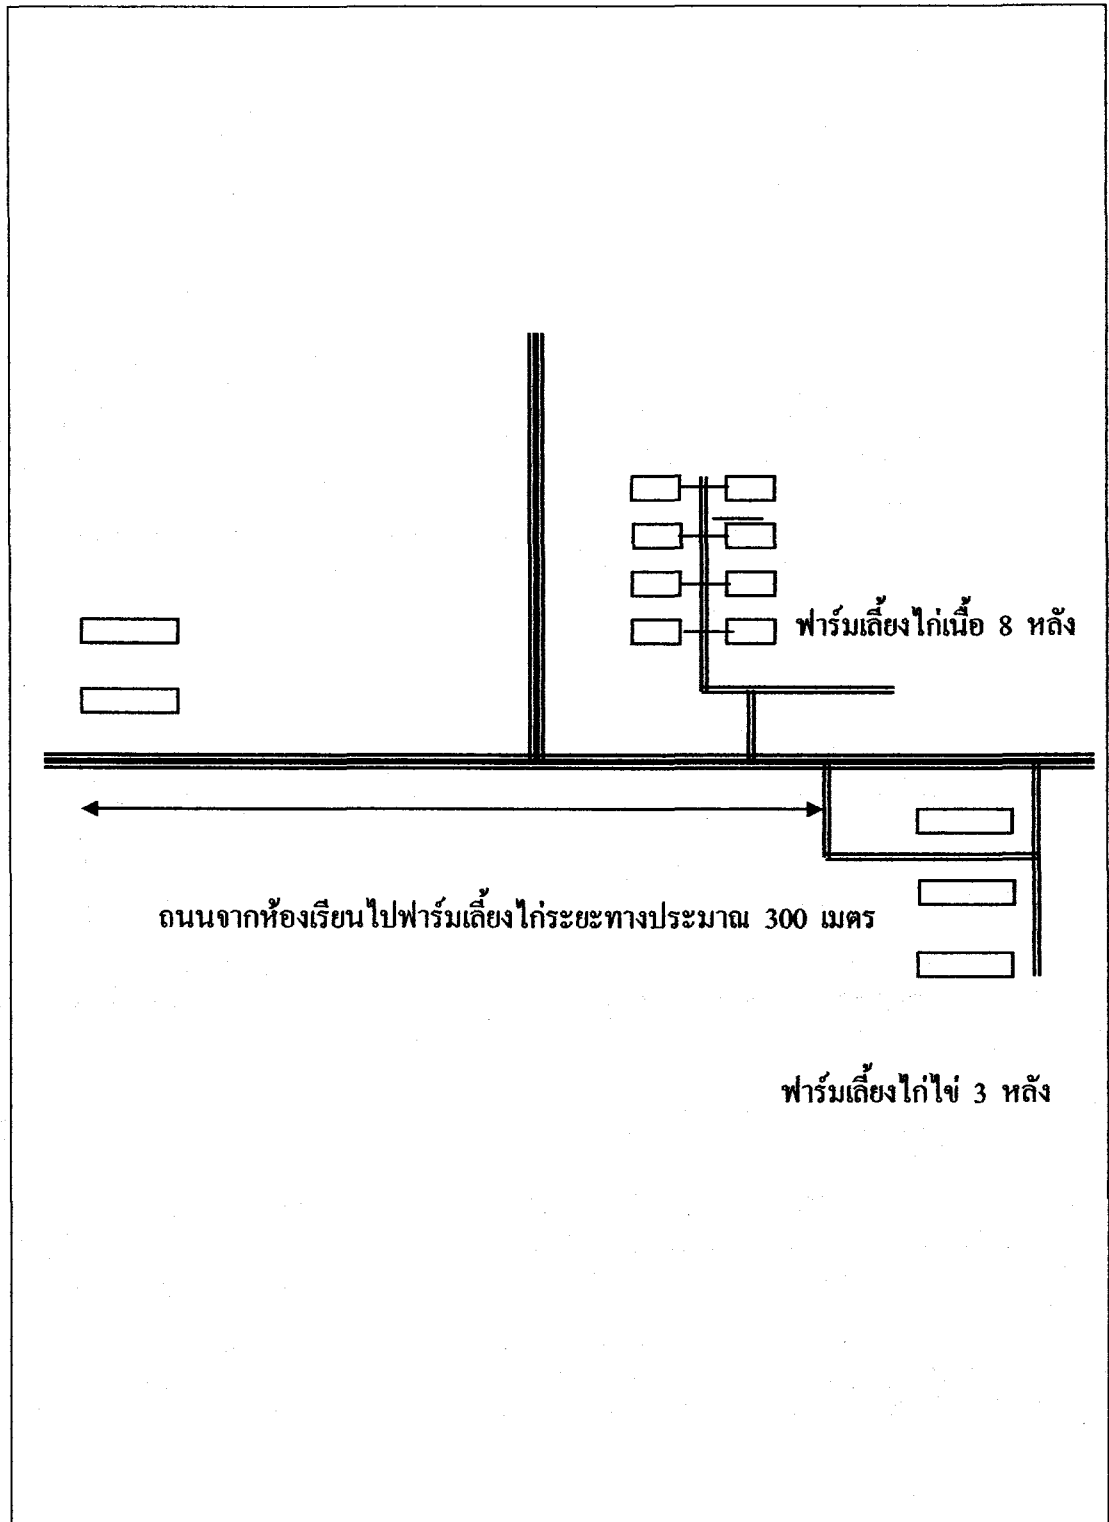 ฟาร์มเลี้ยงไก่เนื้อ 8 หลัง
ถนนจากห้องเรียนไปฟาร์มเลี้ยงไก่ระยะทางประมาณ 300 เมตร
ฟาร์มเลี้ยงไก่ไข่ 3 หลัง